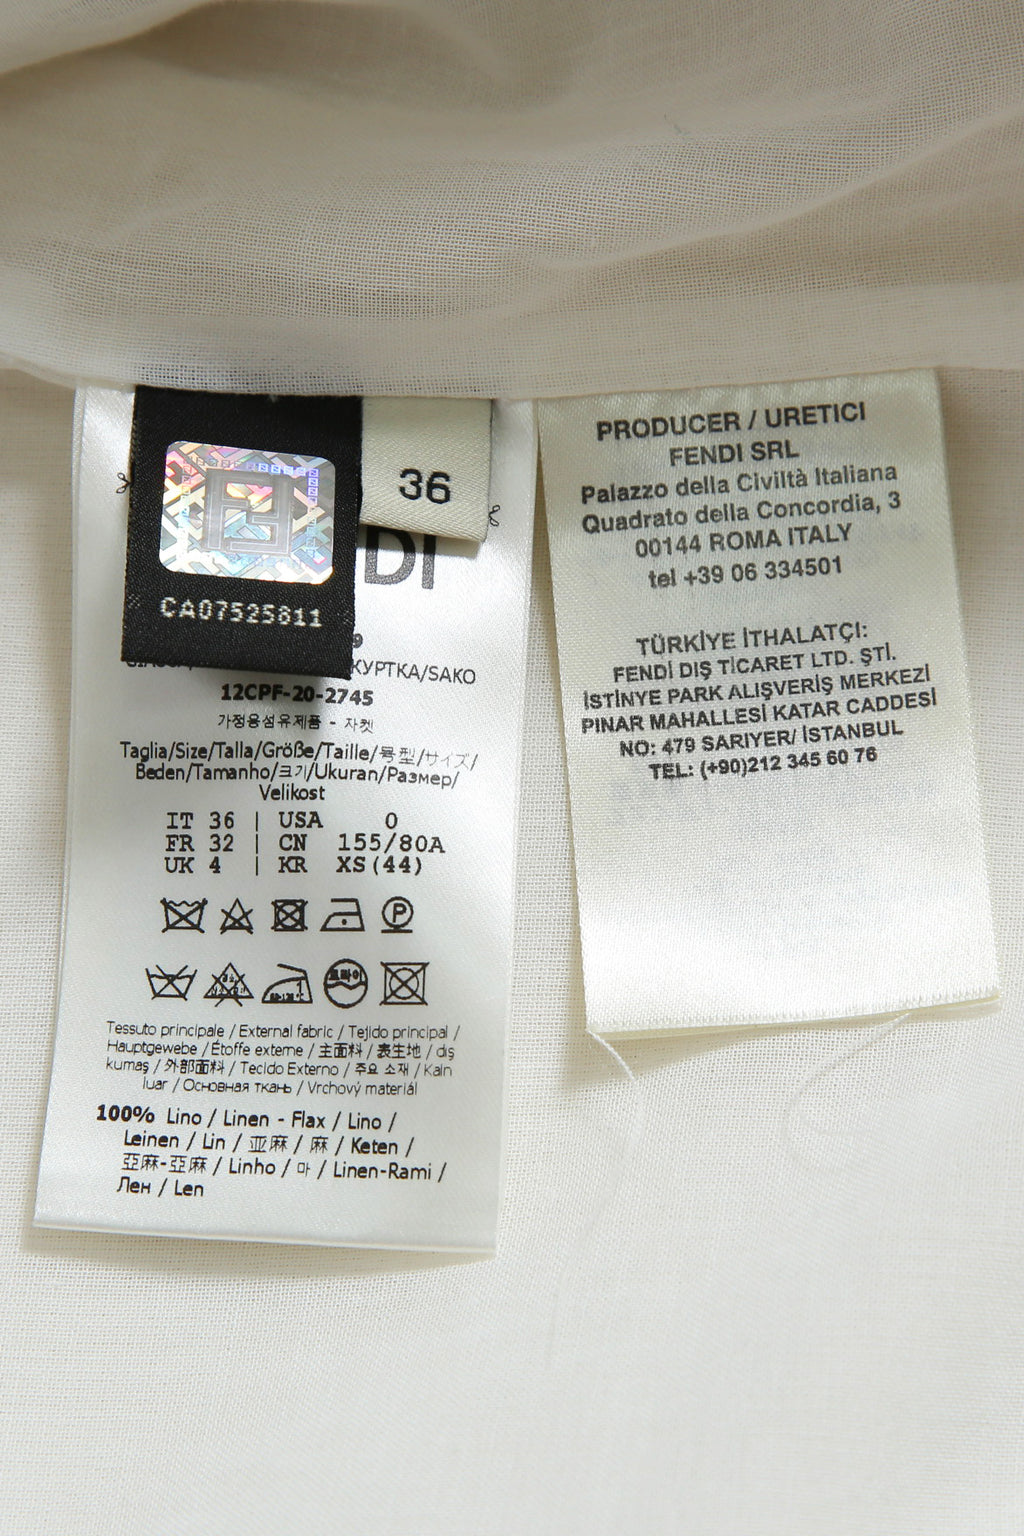 36
DI
CA07525811
9
КУРТКА/SAKO
12CPF-20-2745
가정용섬유제품 - 자켓
Taglia/Size/Talla/Größe/Taille/号型/サイズ/
Beden/Tamanho/크기/Ukuran/Размер/
Velikost
IT 36 | USA 0
FR 32 | CN 155/80A
UK 4 | KR XS(44)
P
드라이
Tessuto principale / External fabric / Tejido principal /
Hauptgewebe / Étoffe externe / 主面料 / 表生地 / dış
kumaş / 外部面料 / Tecido Externo / 주요 소재 / Kain
luar / Основная ткань / Vrchový materiál
100% Lino / Linen - Flax / Lino /
Leinen / Lin / 亚麻 / 麻 / Keten /
亞麻-亞麻 / Linho / 마 / Linen-Rami /
Лен / Len
PRODUCER / URETICI
FENDI SRL
Palazzo della Civiltà Italiana
Quadrato della Concordia, 3
00144 ROMA ITALY
tel +39 06 334501
TÜRKİYE İTHALATÇI:
FENDİ DIŞ TİCARET LTD. ŞTİ.
İSTİNYE PARK ALIŞVERİŞ MERKEZİ
PINAR MAHALLESİ KATAR CADDESİ
NO: 479 SARIYER/ İSTANBUL
TEL: (+90)212 345 60 76